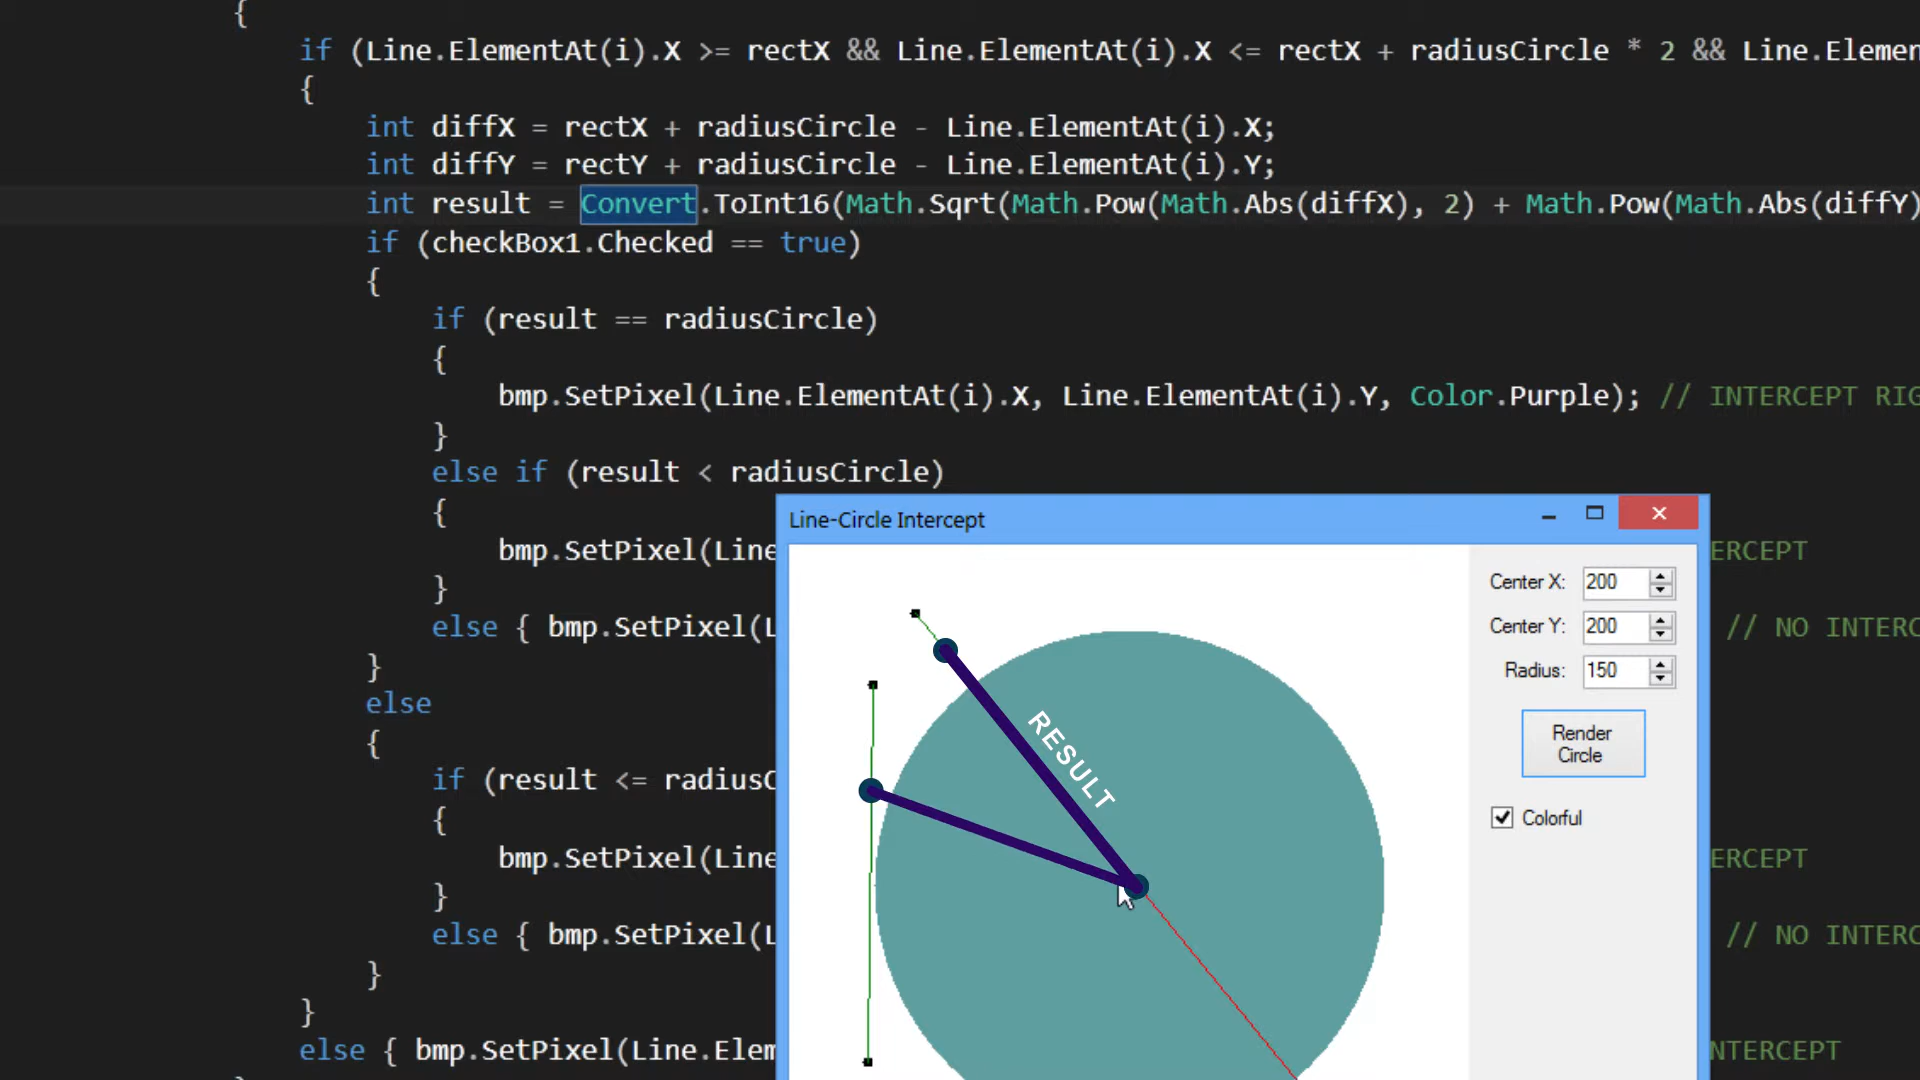 {
if (Line.ElementAt(i).X >= rectX && Line.ElementAt(i).X <= rectX + radiusCircle * 2 && Line.Elemen
{
int diffX = rectX + radiusCircle - Line.ElementAt(i).X;
int diffY = rectY + radiusCircle - Line.ElementAt(i).Y;
int result = Convert.ToInt16(Math.Sqrt(Math.Pow(Math.Abs(diffX), 2) + Math.Pow(Math.Abs(diffY)
if (checkBox1.Checked == true)
{
if (result == radiusCircle)
{
bmp.SetPixel(Line.ElementAt(i).X, Line.ElementAt(i).Y, Color.Purple); // INTERCEPT RIG
}
else if (result < radiusCircle)
{
bmp.SetPixel(Line ERCEPT
}
else { bmp.SetPixel(L // NO INTERC
}
else
{
if (result <= radiusC
{
bmp.SetPixel(Line ERCEPT
}
else { bmp.SetPixel(L // NO INTERC
}
}
else { bmp.SetPixel(Line.Elem NTERCEPT
Line-Circle Intercept
Center X: 200
Center Y: 200
Radius: 150
Render
Circle
Colorful
RESULT